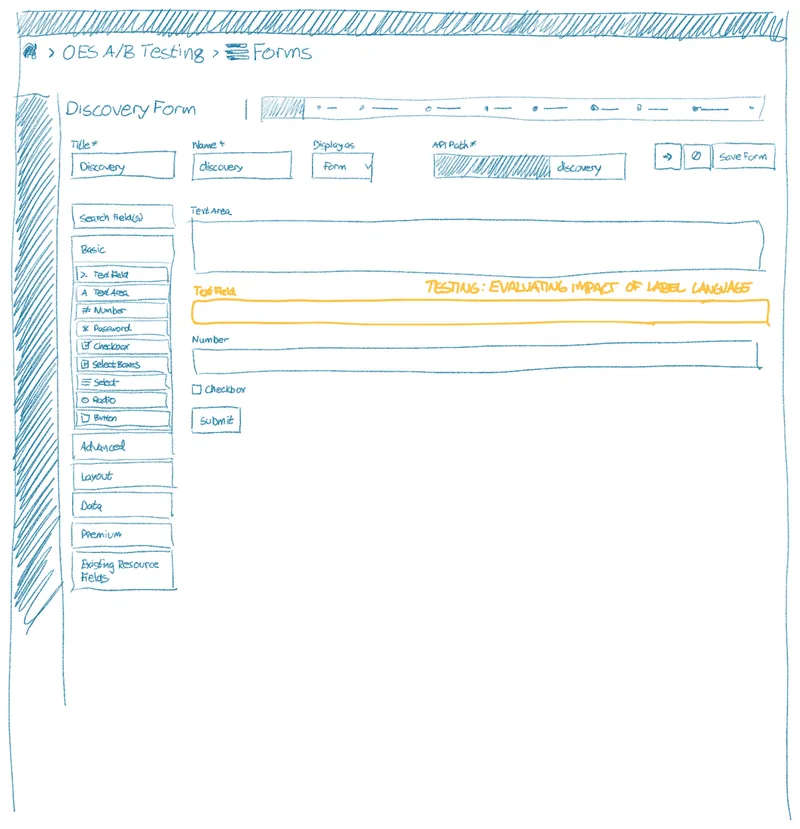 > OES A/B Testing > Forms
Discovery Form
Title* Name* Display as API Path*
Discovery discovery Form discovery Save Form
Search Field(s)
Basic
Text Field
Text Area
# Number
* Password
Checkbox
Select Boxes
Select
Radio
Button
Advanced
Layout
Data
Premium
Existing Resource
Fields
Text Area
Text Field TESTING: EVALUATING IMPACT OF LABEL LANGUAGE
Number
Checkbox
Submit